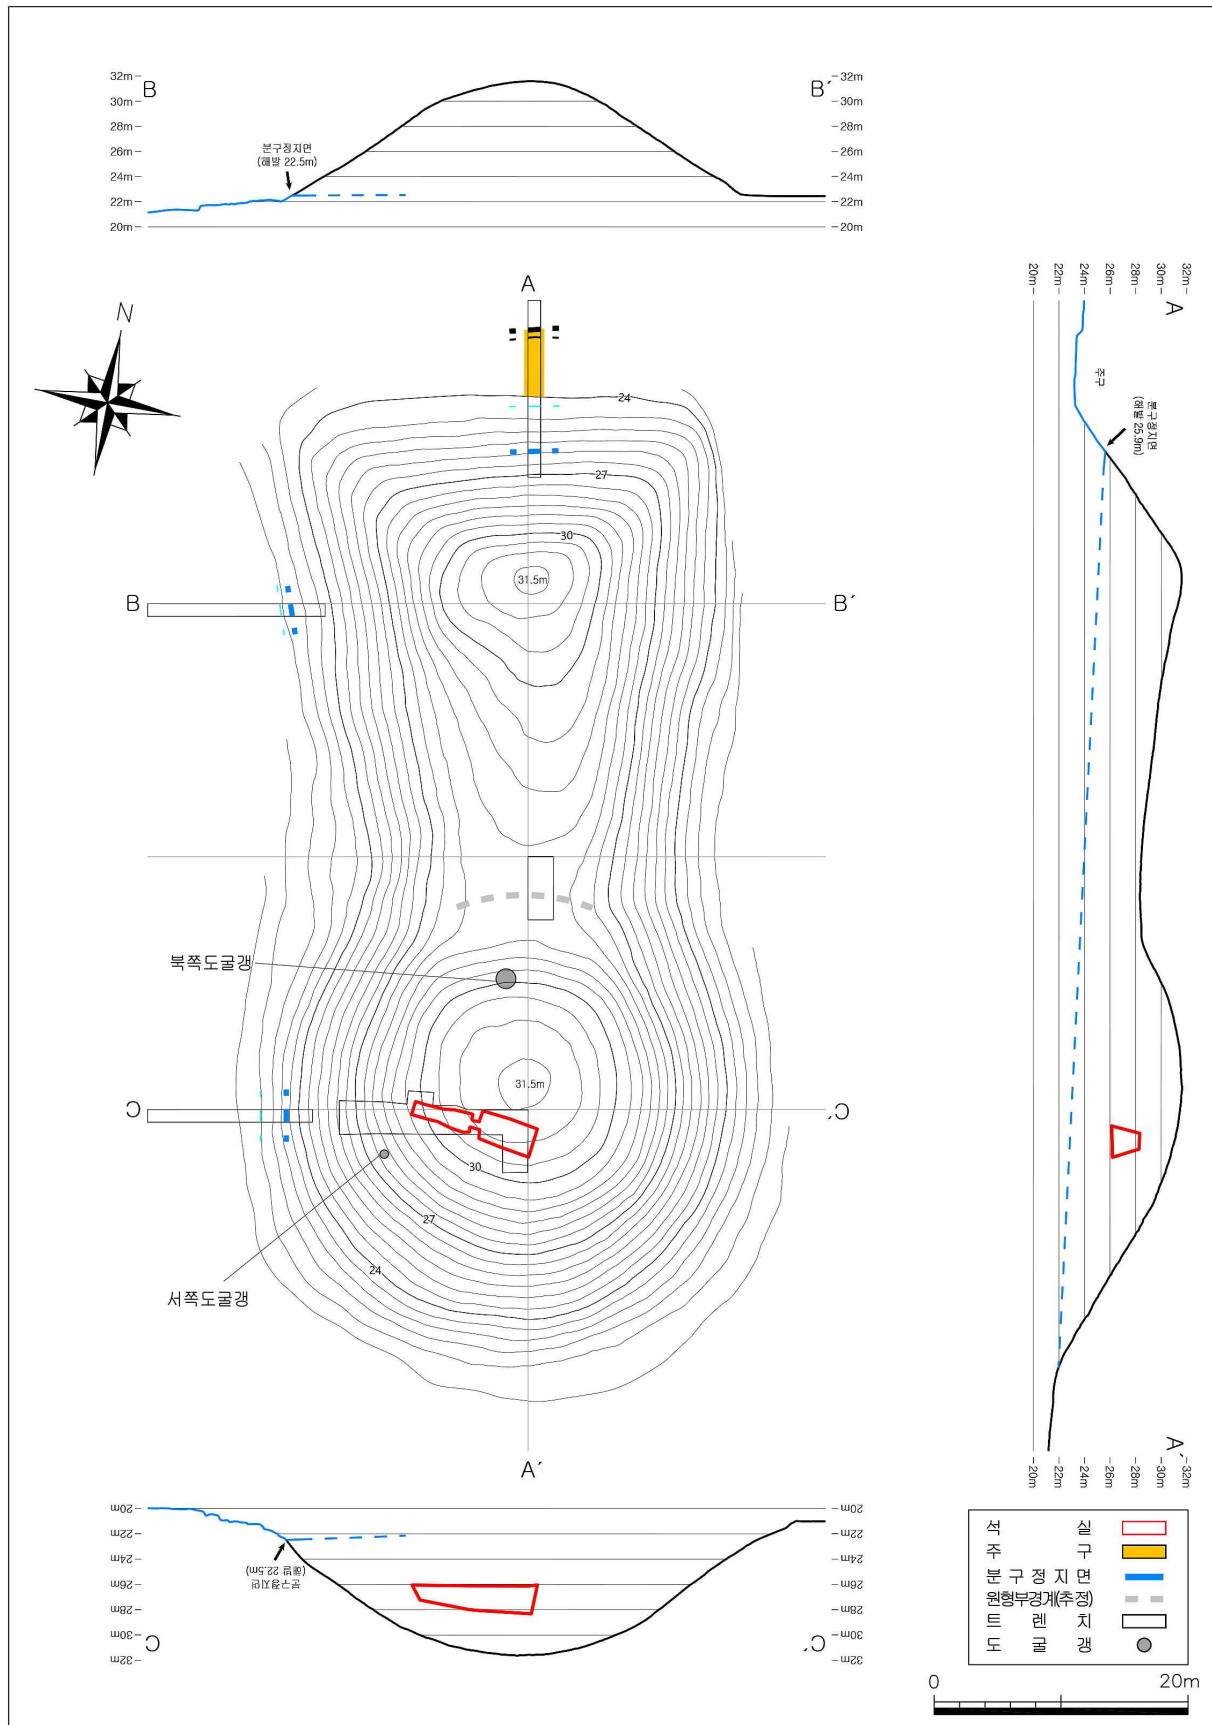 B
B´
32m
30m
28m
26m
24m
22m
20m
32m
30m
28m
26m
24m
22m
20m
분구정지면
(해발 22.5m)
N
A
24
27
30
31.5m
B
B´
북쪽도굴갱
31.5m
C
C´
30
27
24
서쪽도굴갱
A´
20m
22m
24m
26m
28m
30m
32m
A
주구
분구정지면
(해발 25.9m)
20m
22m
24m
26m
28m
30m
32m
A´
20m
22m
24m
26m
28m
30m
32m
20m
22m
24m
26m
28m
30m
32m
분구정지면
(해발 22.5m)
C
C´
석 실
주 구
분 구 정 지 면
원형부경계(추정)
트 렌 치
도 굴 갱
0 20m